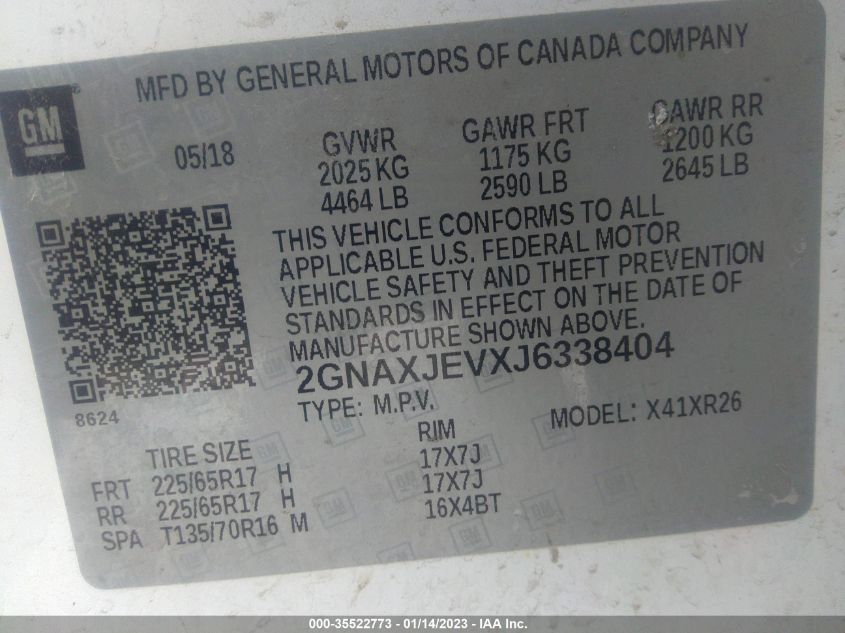 MFD BY GENERAL MOTORS OF CANADA COMPANY
GM
05/18
GVWR
2025 KG
4464 LB
GAWR FRT
1175 KG
2590 LB
GAWR RR
1200 KG
2645 LB
THIS VEHICLE CONFORMS TO ALL
APPLICABLE U.S. FEDERAL MOTOR
VEHICLE SAFETY AND THEFT PREVENTION
STANDARDS IN EFFECT ON THE DATE OF
MANUFACTURE SHOWN ABOVE.
2GNAXJEVXJ6338404
8624
TYPE: M.P.V.
MODEL: X41XR26
TIRE SIZE RIM
FRT 225/65R17 H 17X7J
RR 225/65R17 H 17X7J
SPA T135/70R16 M 16X4BT
000-35522773 - 01/14/2023 - IAA Inc.